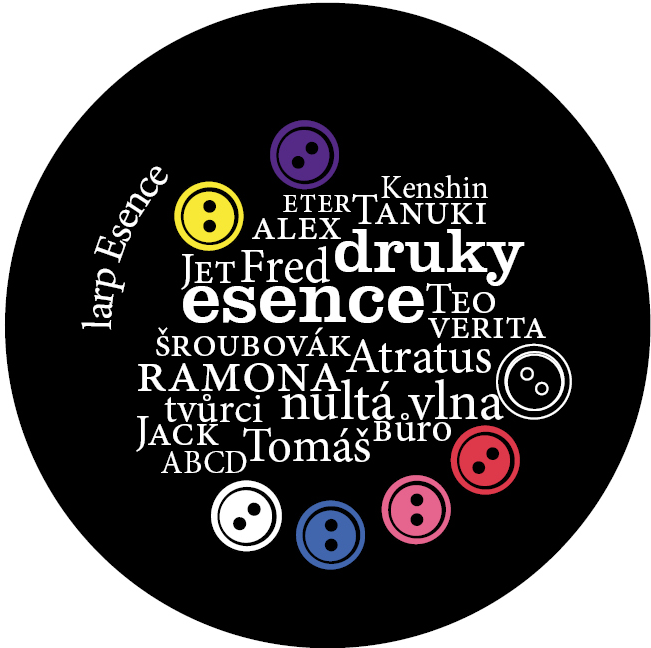 larp Esence
Kenshin
ETER TANUKI
ALEX
druky
JET Fred
esence TEO
VERITA
ŠROUBOVÁK Atratus
RAMONA
tvůrci nultá vlna
JACK BŮRO
Tomáš
ABCD